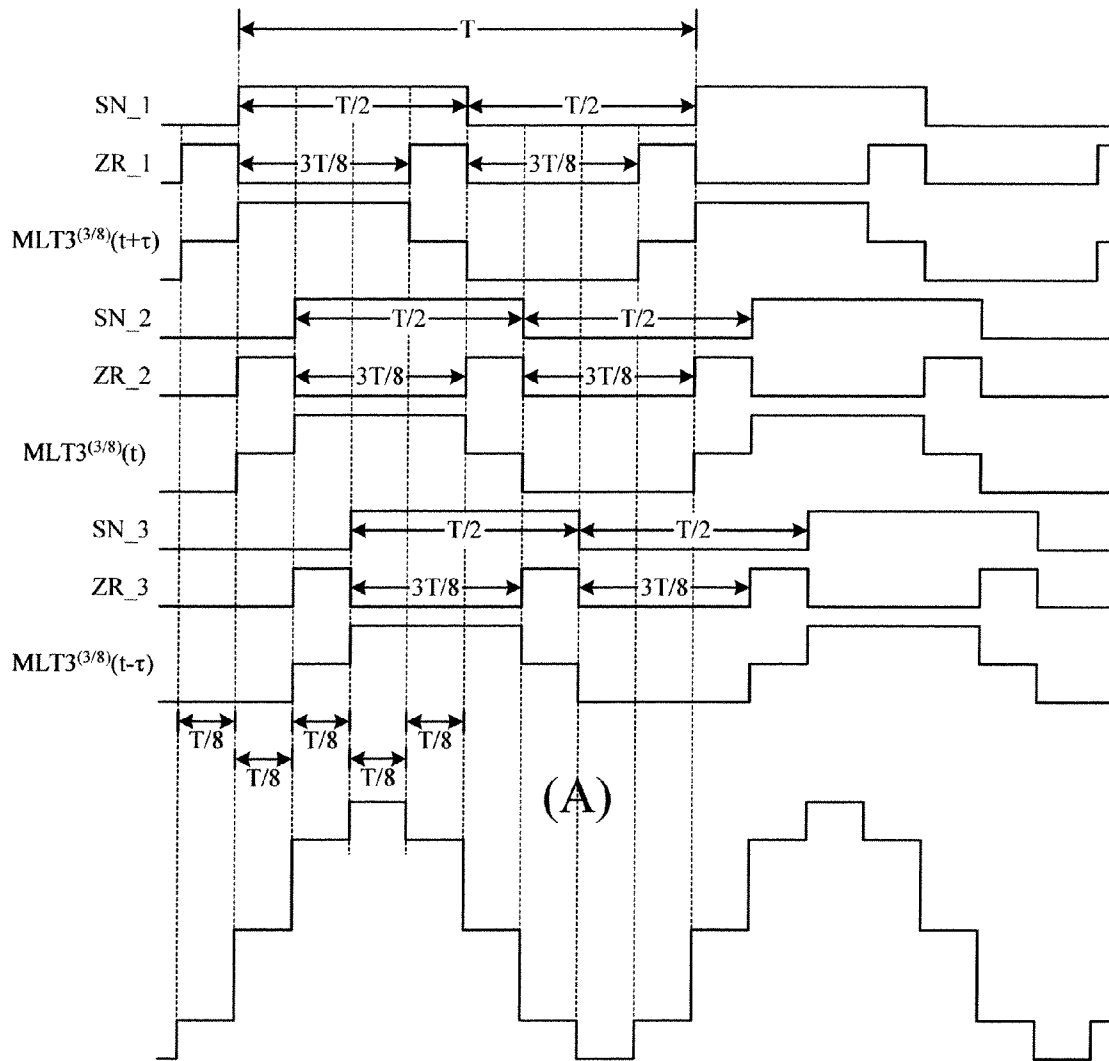 T
SN_1
T/2
T/2
ZR_1
3T/8
3T/8
MLT3(3/8)(t+τ)
SN_2
T/2
T/2
ZR_2
3T/8
3T/8
MLT3(3/8)(t)
SN_3
T/2
T/2
ZR_3
3T/8
3T/8
MLT3(3/8)(t-τ)
T/8
T/8
T/8
T/8
T/8
(A)